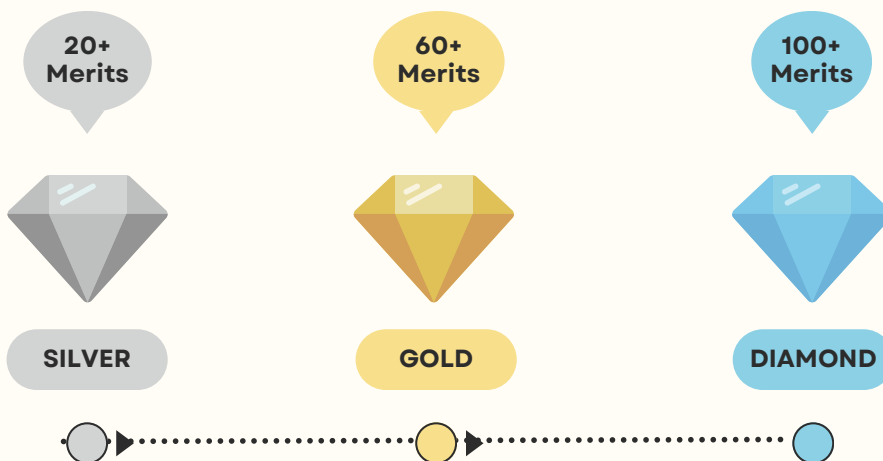 20+
Merits
60+
Merits
100+
Merits
SILVER
GOLD
DIAMOND